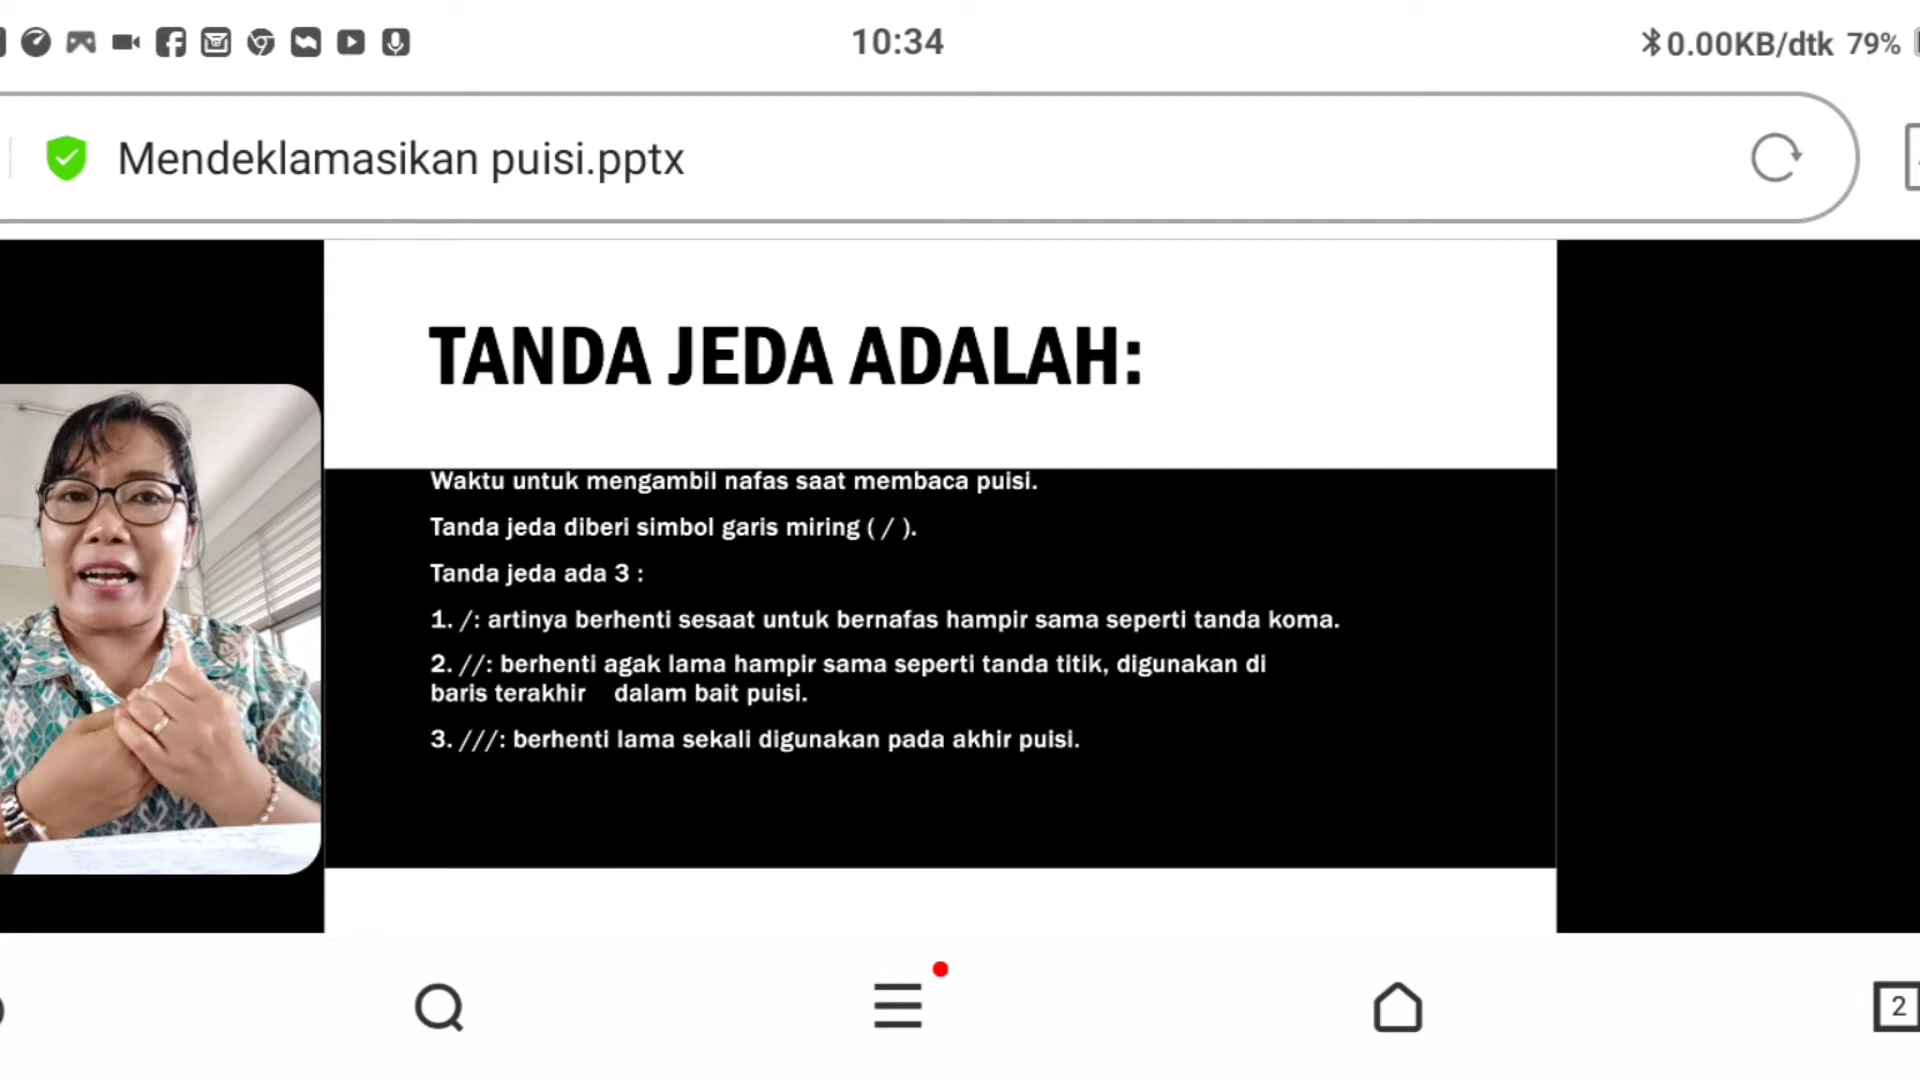 10:34
0.00KB/dtk 79%
Mendeklamasikan puisi.pptx
TANDA JEDA ADALAH:
Waktu untuk mengambil nafas saat membaca puisi.
Tanda jeda diberi simbol garis miring ( / ).
Tanda jeda ada 3 :
1. /: artinya berhenti sesaat untuk bernafas hampir sama seperti tanda koma.
2. //: berhenti agak lama hampir sama seperti tanda titik, digunakan di
baris terakhir    dalam bait puisi.
3. ///: berhenti lama sekali digunakan pada akhir puisi.
2